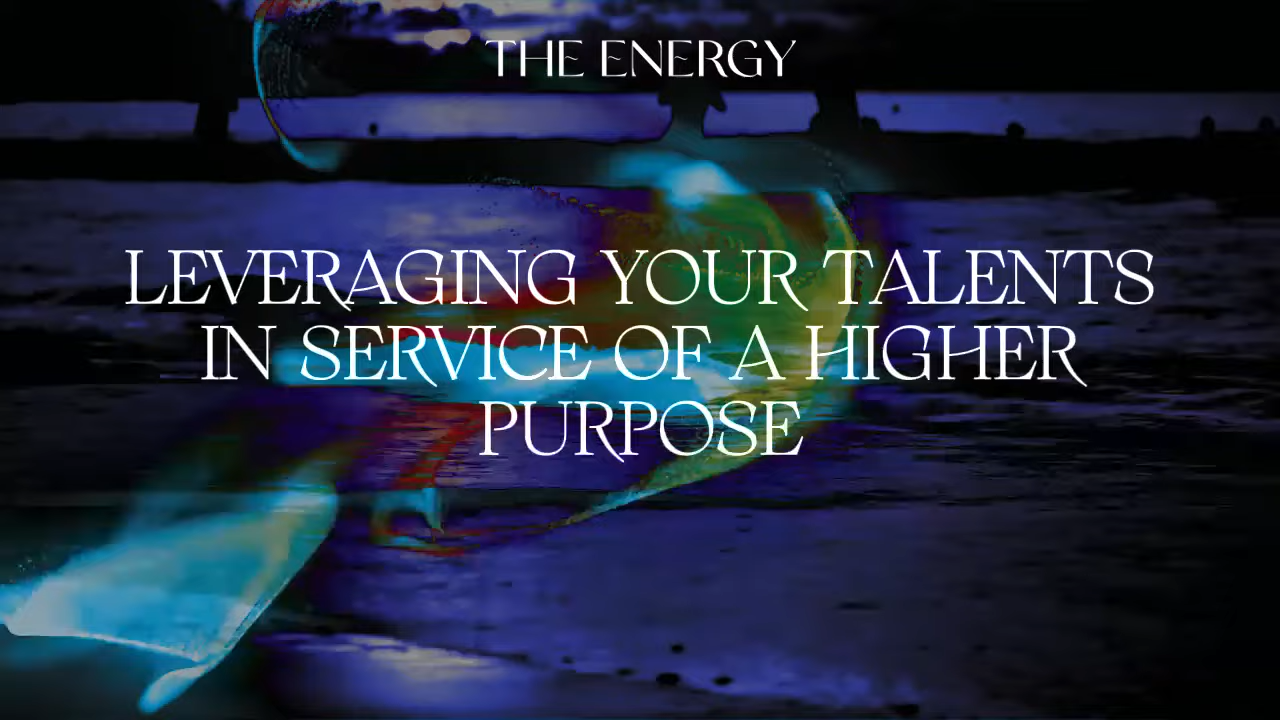 THE ENERGY
LEVERAGING YOUR TALENTS
IN SERVICE OF A HIGHER
PURPOSE